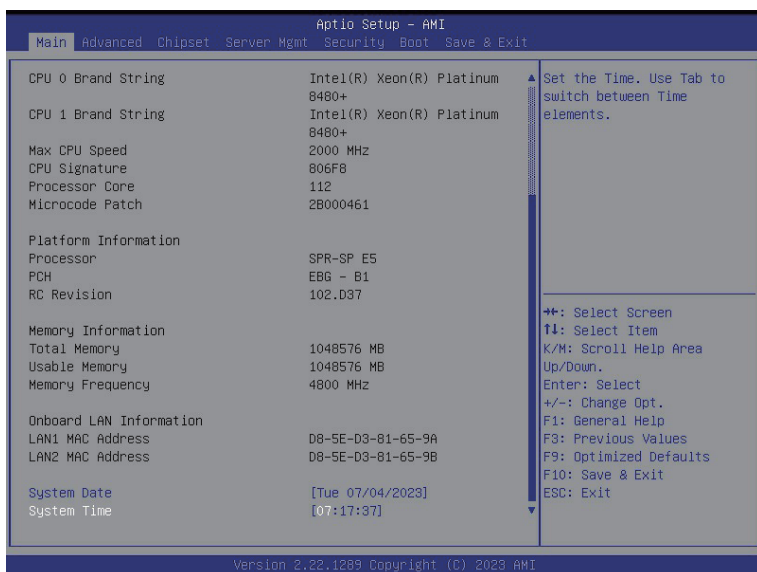 Aptio Setup - AMI
Main Advanced Chipset Server Mgmt Security Boot Save & Exit
CPU 0 Brand String Intel(R) Xeon(R) Platinum
8480+
CPU 1 Brand String Intel(R) Xeon(R) Platinum
8480+
Max CPU Speed 2000 MHz
CPU Signature 806F8
Processor Core 112
Microcode Patch 2B000461
Platform Information
Processor SPR-SP E5
PCH EBG - B1
RC Revision 102.D37
Memory Information
Total Memory 1048576 MB
Usable Memory 1048576 MB
Memory Frequency 4800 MHz
Onboard LAN Information
LAN1 MAC Address D8-5E-D3-81-65-9A
LAN2 MAC Address D8-5E-D3-81-65-9B
System Date [Tue 07/04/2023]
System Time [07:17:37]
Set the Time. Use Tab to
switch between Time
elements.
→←: Select Screen
↑↓: Select Item
K/M: Scroll Help Area
Up/Down.
Enter: Select
+/-: Change Opt.
F1: General Help
F3: Previous Values
F9: Optimized Defaults
F10: Save & Exit
ESC: Exit
Version 2.22.1289 Copyright (C) 2023 AMI